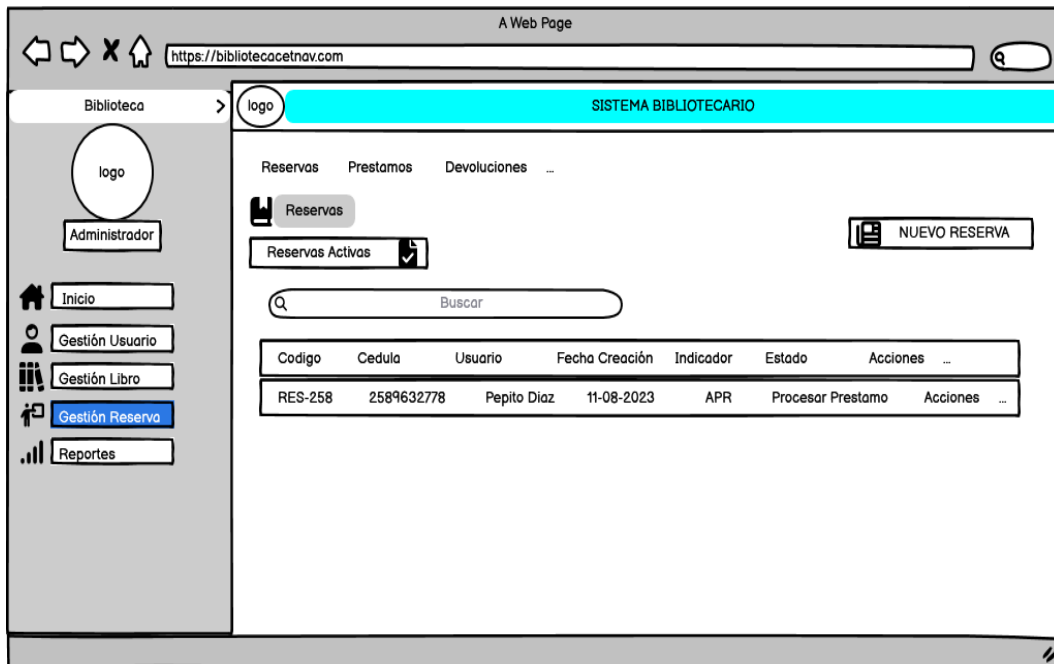 A Web Page
https://bibliotecacetnav.com
Biblioteca
logo
Administrador
Inicio
Gestión Usuario
Gestión Libro
Gestión Reserva
Reportes
logo
SISTEMA BIBLIOTECARIO
Reservas Prestamos Devoluciones ...
Reservas
Reservas Activas
NUEVO RESERVA
Buscar
Codigo Cedula Usuario Fecha Creación Indicador Estado Acciones ...
RES-258 2589632778 Pepito Diaz 11-08-2023 APR Procesar Prestamo Acciones ...